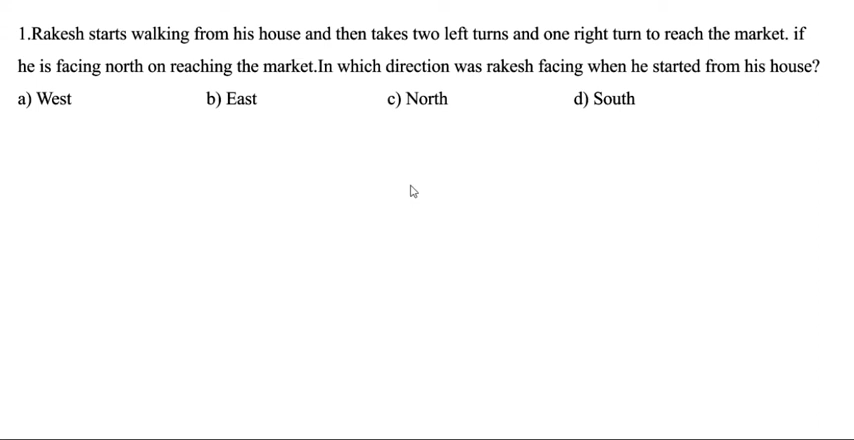 1.Rakesh starts walking from his house and then takes two left turns and one right turn to reach the market. if
he is facing north on reaching the market.In which direction was rakesh facing when he started from his house?
a) West b) East c) North d) South